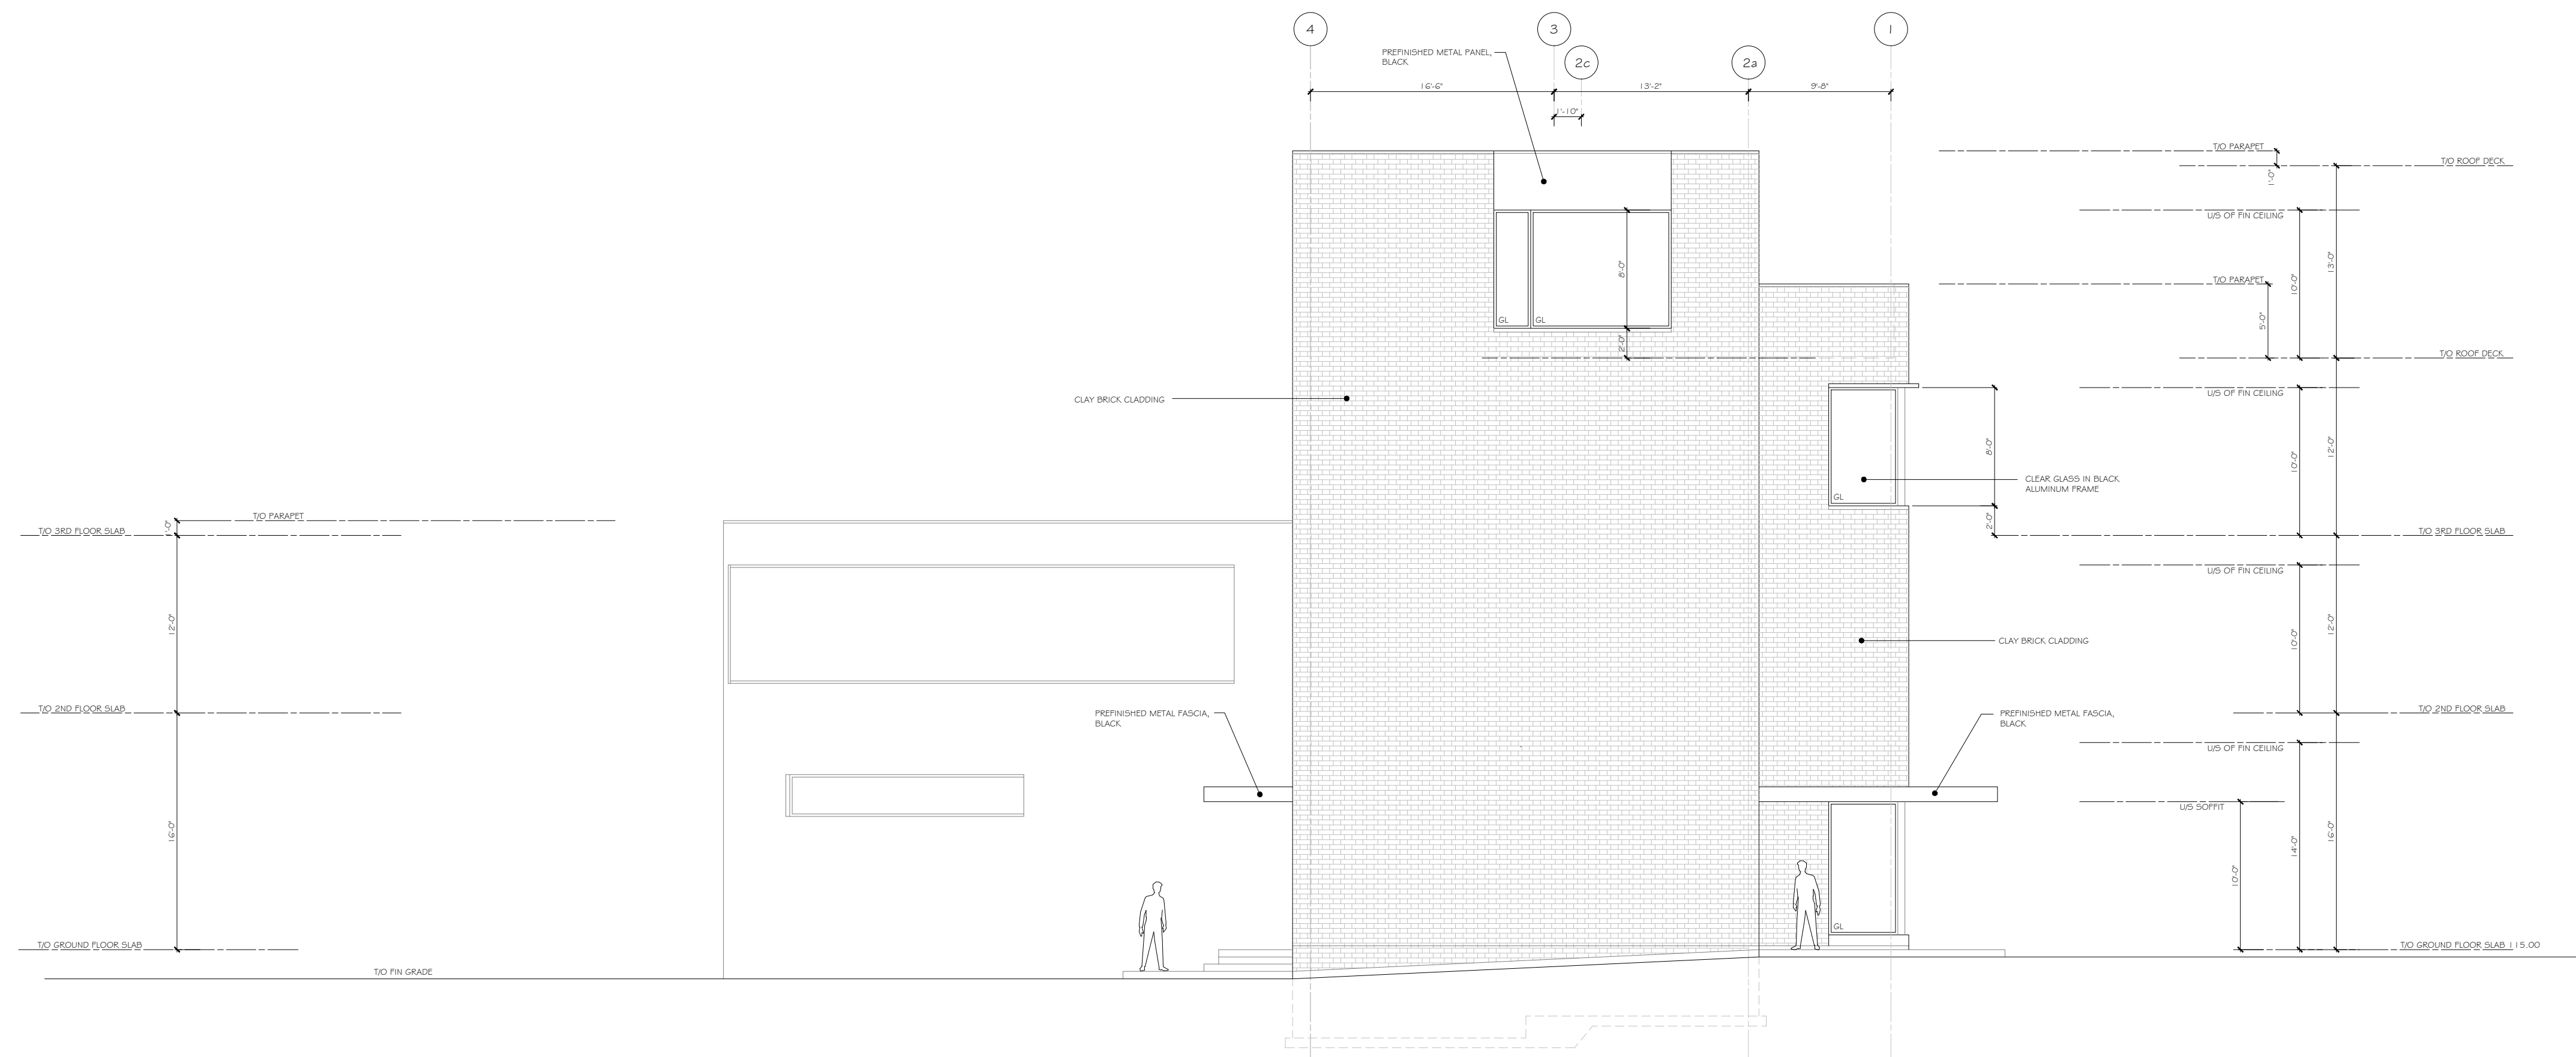 4
3
1
PREFINISHED METAL PANEL,
BLACK
2c
2a
16'-6"
13'-2"
9'-8"
1'-10"
T/O PARAPET
T/O ROOF DECK
1'-0"
U/S OF FIN CEILING
8'-0"
13'-0"
10'-0"
T/O PARAPET
GL
GL
5'-0"
2'-0"
T/O ROOF DECK
U/S OF FIN CEILING
CLAY BRICK CLADDING
8'-0"
12'-0"
10'-0"
CLEAR GLASS IN BLACK
ALUMINUM FRAME
GL
T/O PARAPET
2'-0"
T/O 3RD FLOOR SLAB
1'-0"
T/O 3RD FLOOR SLAB
U/S OF FIN CEILING
12'-0"
12'-0"
10'-0"
CLAY BRICK CLADDING
T/O 2ND FLOOR SLAB
T/O 2ND FLOOR SLAB
PREFINISHED METAL FASCIA,
BLACK
PREFINISHED METAL FASCIA,
BLACK
U/S OF FIN CEILING
U/S SOFFIT
16'-0"
16'-0"
14'-0"
10'-0"
GL
T/O GROUND FLOOR SLAB
T/O GROUND FLOOR SLAB 115.00
T/O FIN GRADE